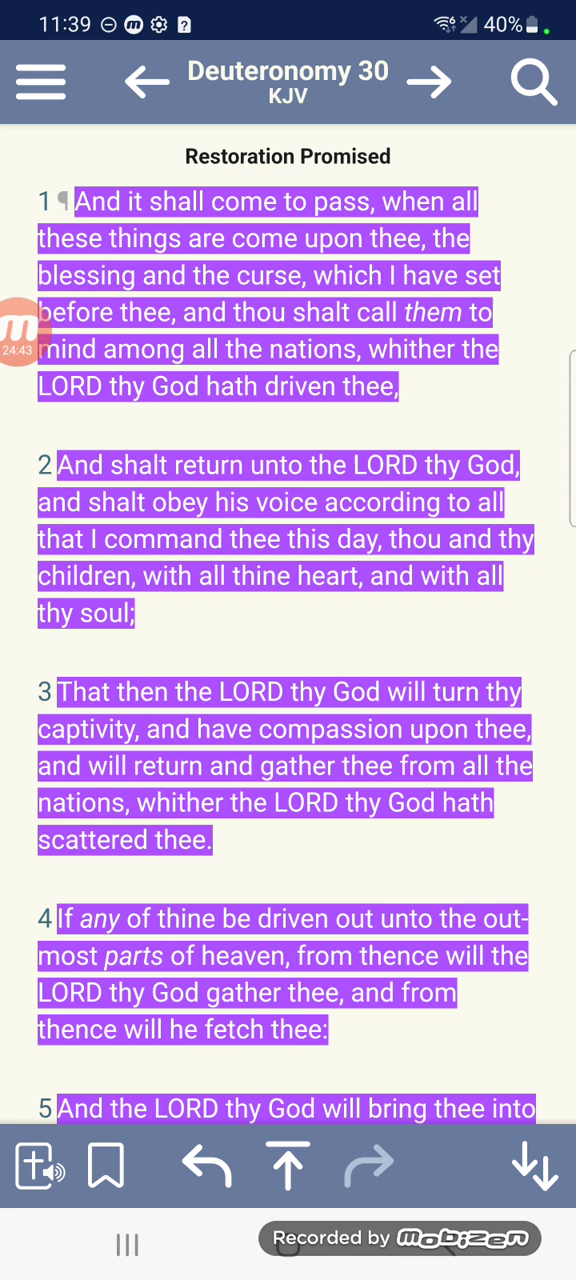 11:39
40%
Deuteronomy 30
KJV
Restoration Promised
1 ¶ And it shall come to pass, when all
these things are come upon thee, the
blessing and the curse, which I have set
before thee, and thou shalt call them to
mind among all the nations, whither the
LORD thy God hath driven thee,
24:43
2 And shalt return unto the LORD thy God,
and shalt obey his voice according to all
that I command thee this day, thou and thy
children, with all thine heart, and with all
thy soul;
3 That then the LORD thy God will turn thy
captivity, and have compassion upon thee,
and will return and gather thee from all the
nations, whither the LORD thy God hath
scattered thee.
4 If any of thine be driven out unto the out-
most parts of heaven, from thence will the
LORD thy God gather thee, and from
thence will he fetch thee:
5 And the LORD thy God will bring thee into
Recorded by mobizen